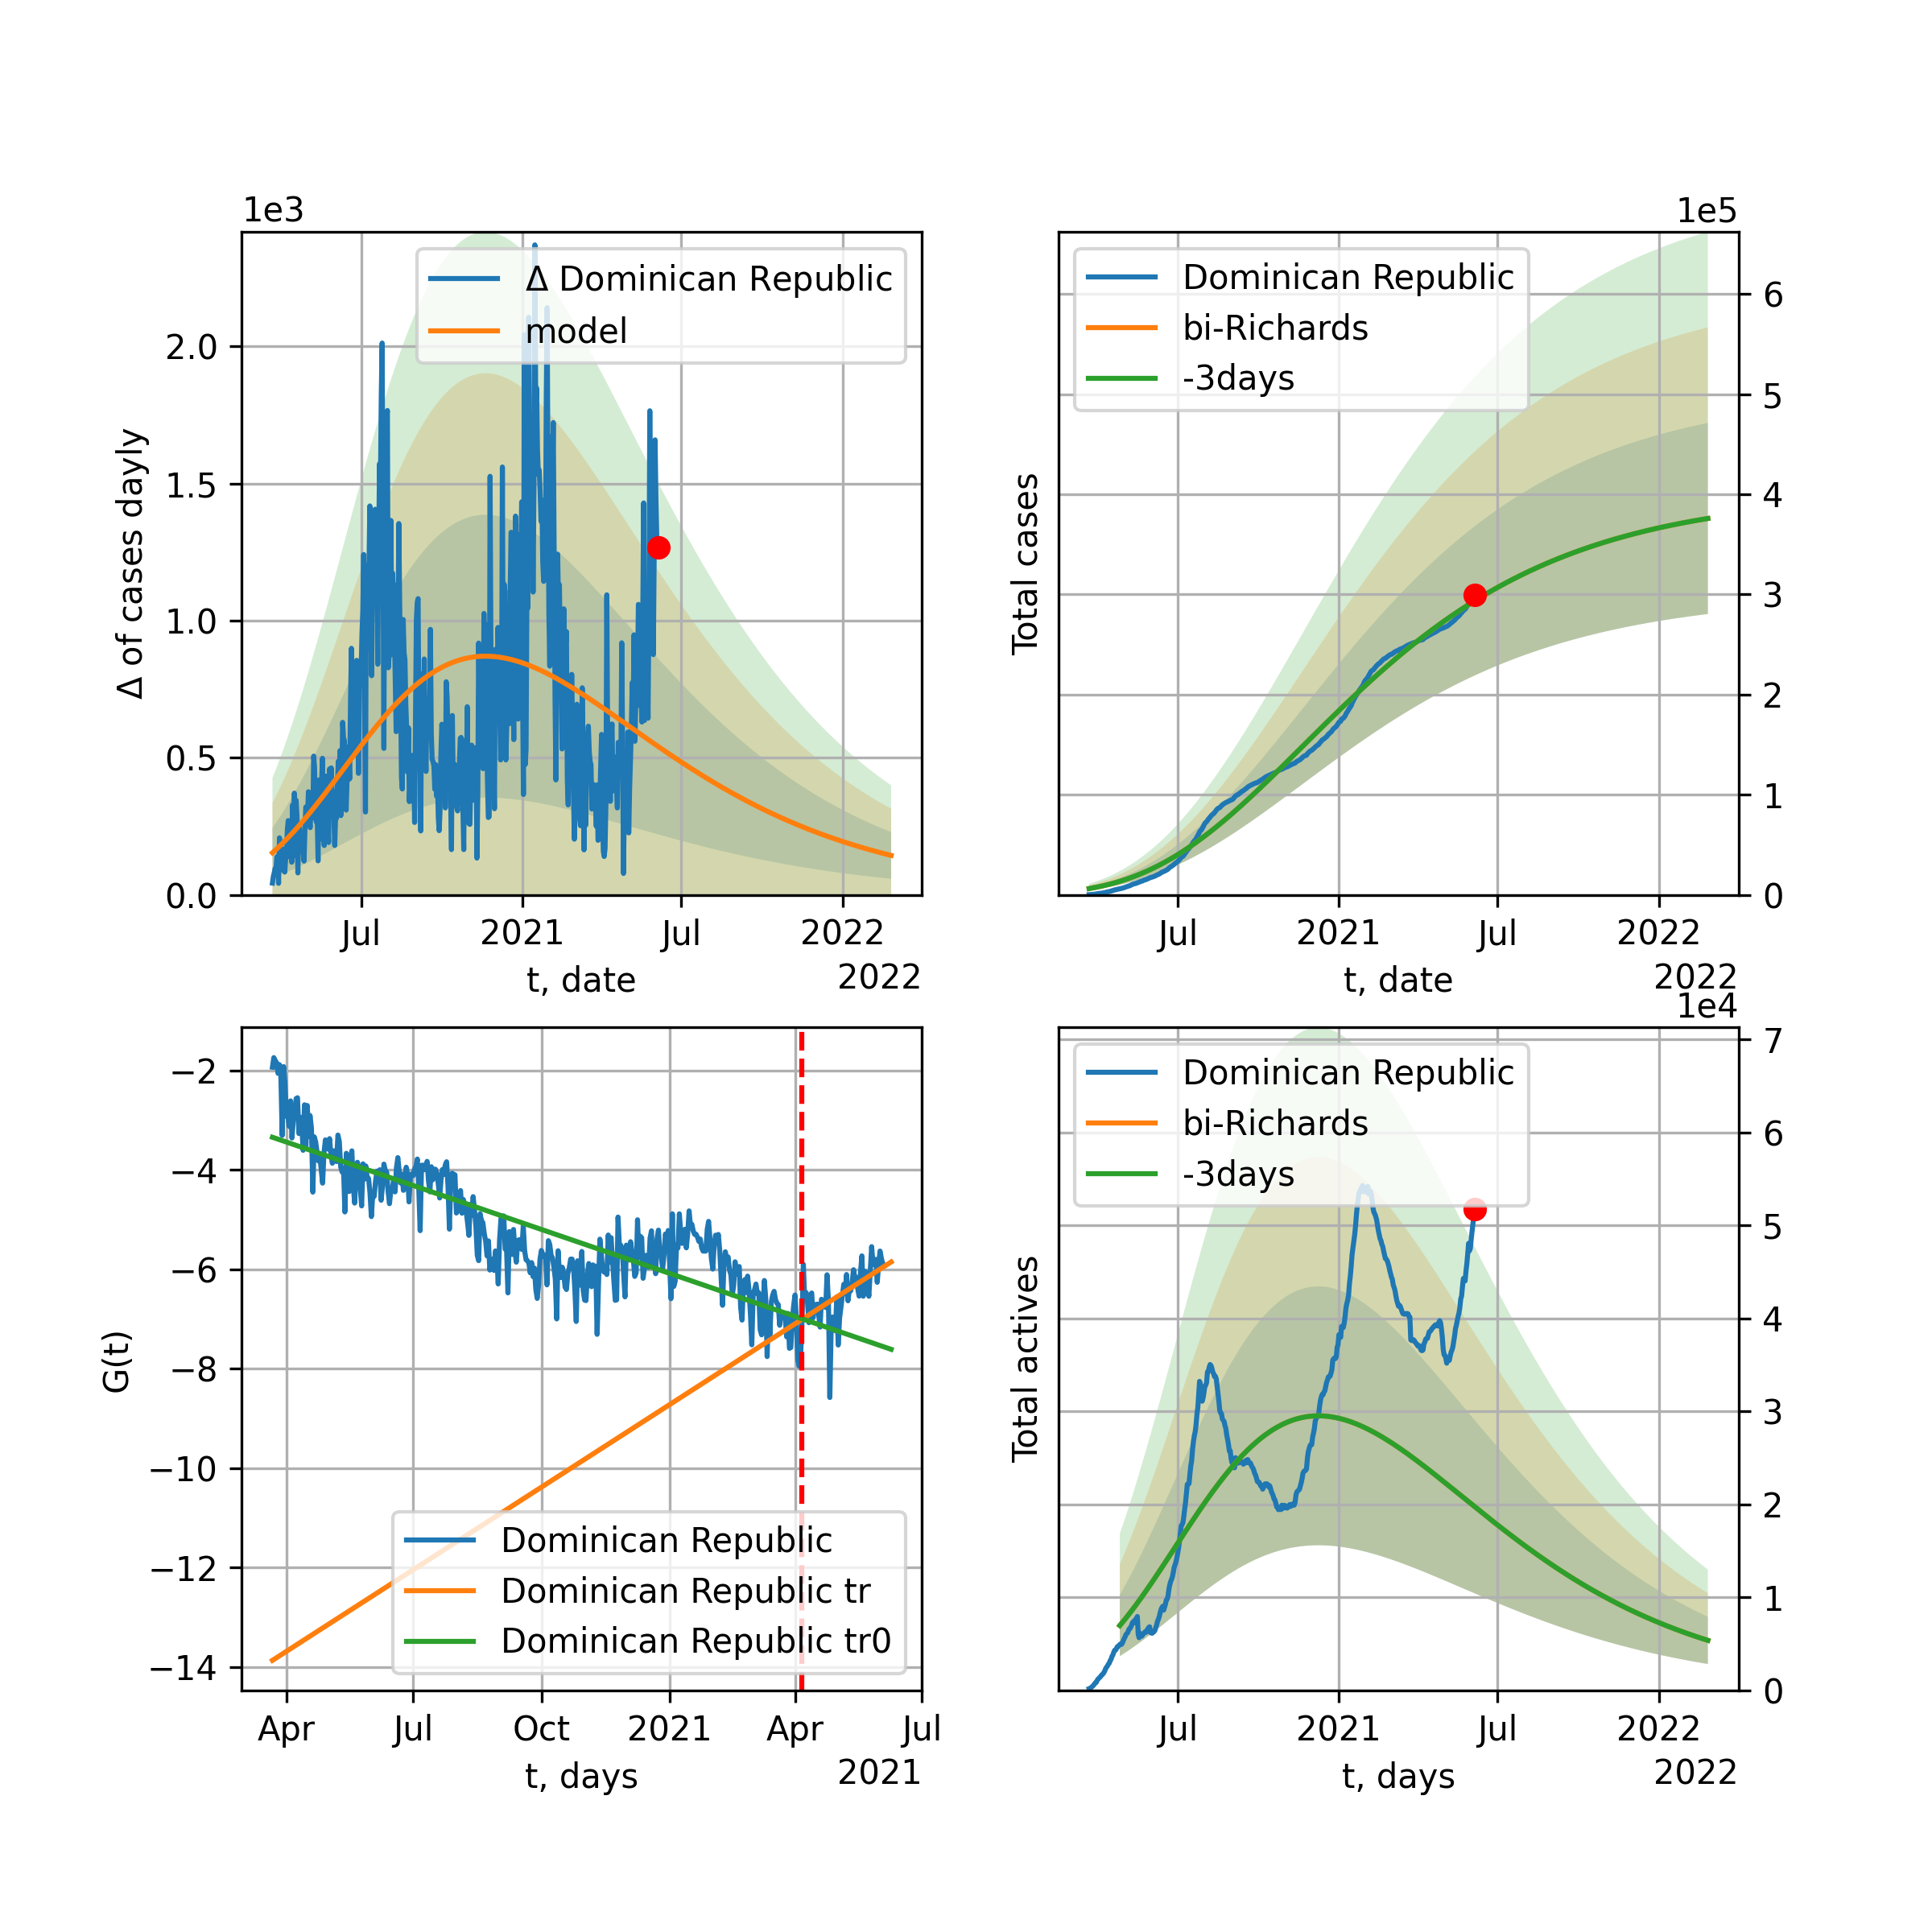 1e3
Δ Dominican Republic
model
2.0
1.5
1.0
0.5
0.0
Δ of cases dayly
Jul
2021
Jul
2022
t, date
2022
1e5
Dominican Republic
bi-Richards
-3days
6
5
4
3
2
1
0
Total cases
Jul
2021
Jul
2022
t, date
2022
−2
−4
−6
−8
−10
−12
−14
G(t)
Dominican Republic
Dominican Republic tr
Dominican Republic tr0
Apr
Jul
Oct
2021
Apr
Jul
t, days
2021
1e4
Dominican Republic
bi-Richards
-3days
7
6
5
4
3
2
1
0
Total actives
Jul
2021
Jul
2022
t, days
2022